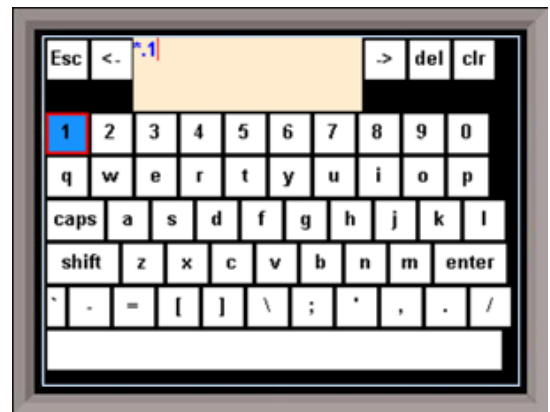 Esc <- *.1 -> del clr
1 2 3 4 5 6 7 8 9 0
q w e r t y u i o p
caps a s d f g h j k l
shift z x c v b n m enter
` - = [ ] \ ; ' , . /